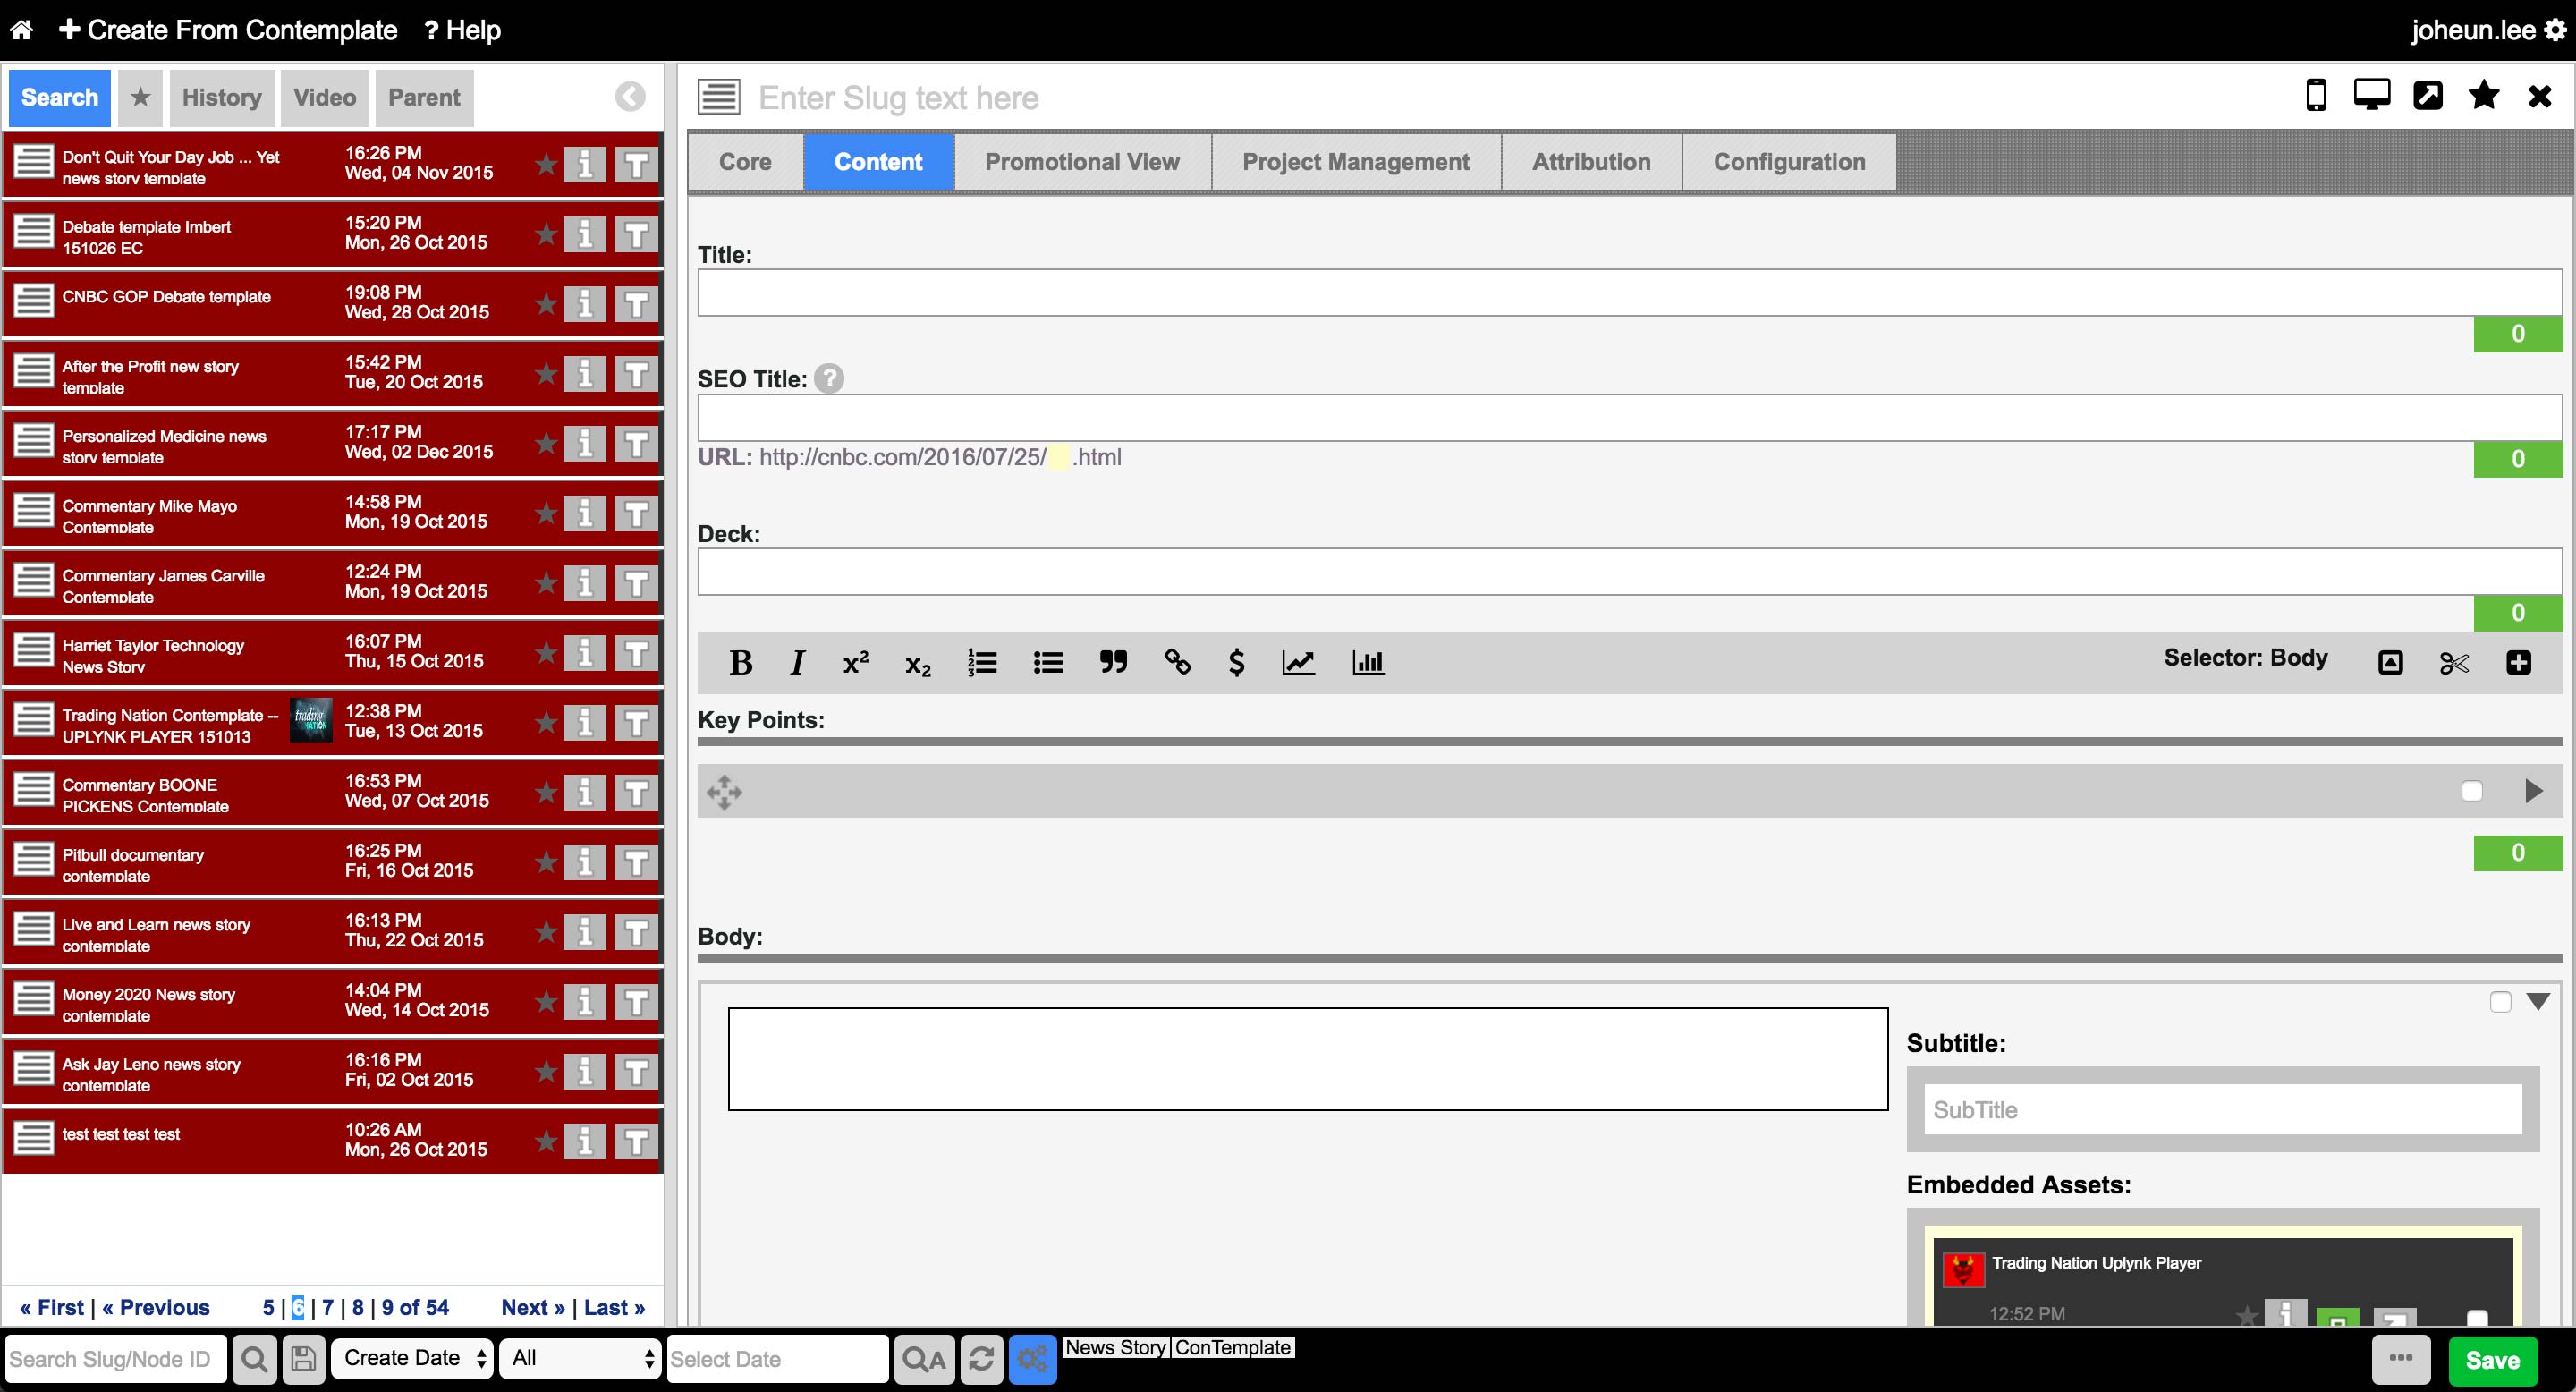 Create From Contemplate ? Help joheun.lee
Search History Video Parent
Don't Quit Your Day Job ... Yet
news story template
16:26 PM
Wed, 04 Nov 2015
Debate template Imbert
151026 EC
15:20 PM
Mon, 26 Oct 2015
CNBC GOP Debate template
19:08 PM
Wed, 28 Oct 2015
After the Profit new story
template
15:42 PM
Tue, 20 Oct 2015
Personalized Medicine news
story template
17:17 PM
Wed, 02 Dec 2015
Commentary Mike Mayo
Contemplate
14:58 PM
Mon, 19 Oct 2015
Commentary James Carville
Contemplate
12:24 PM
Mon, 19 Oct 2015
Harriet Taylor Technology
News Story
16:07 PM
Thu, 15 Oct 2015
Trading Nation Contemplate --
UPLYNK PLAYER 151013
trading
NATION
12:38 PM
Tue, 13 Oct 2015
Commentary BOONE
PICKENS Contemplate
16:53 PM
Wed, 07 Oct 2015
Pitbull documentary
contemplate
16:25 PM
Fri, 16 Oct 2015
Live and Learn news story
contemplate
16:13 PM
Thu, 22 Oct 2015
Money 2020 News story
contemplate
14:04 PM
Wed, 14 Oct 2015
Ask Jay Leno news story
contemplate
16:16 PM
Fri, 02 Oct 2015
test test test test
10:26 AM
Mon, 26 Oct 2015
« First | « Previous 5 | 6 | 7 | 8 | 9 of 54 Next » | Last »
Enter Slug text here
Core Content Promotional View Project Management Attribution Configuration
Title:
0
SEO Title: ?
URL: http://cnbc.com/2016/07/25/ .html
0
Deck:
0
B I x² x₂ $ Selector: Body
Key Points:
0
Body:
Subtitle:
SubTitle
Embedded Assets:
Trading Nation Uplynk Player
12:52 PM
Search Slug/Node ID Create Date All Select Date QA News Story ConTemplate ... Save